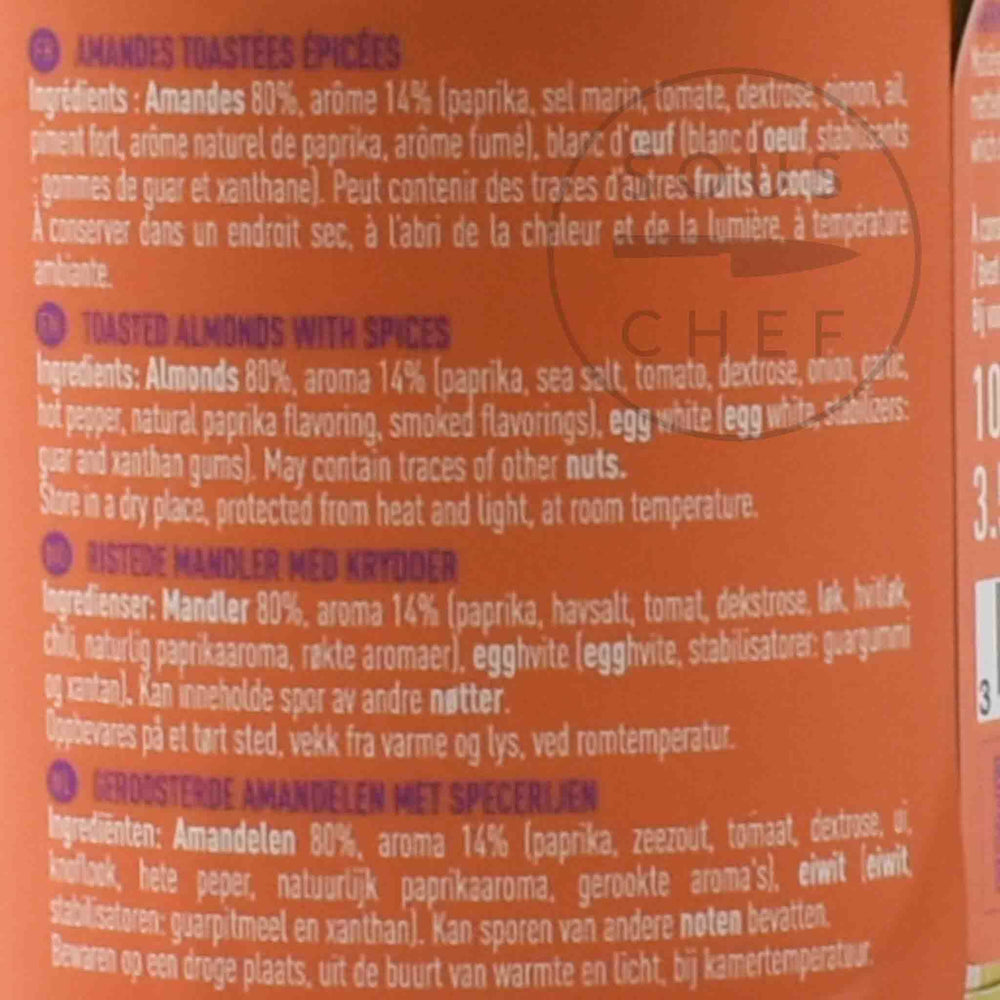 FR AMANDES TOASTÉES ÉPICÉES
Ingrédients : Amandes 80%, arôme 14% (paprika, sel marin, tomate, dextrose, oignon, ail,
piment fort, arôme naturel de paprika, arôme fumé), blanc d'œuf (blanc d'oeuf, stabilisants
: gommes de guar et xanthane). Peut contenir des traces d'autres fruits à coque.
À conserver dans un endroit sec, à l'abri de la chaleur et de la lumière, à température
ambiante.
EN TOASTED ALMONDS WITH SPICES
Ingredients: Almonds 80%, aroma 14% (paprika, sea salt, tomato, dextrose, onion, garlic,
hot pepper, natural paprika flavoring, smoked flavorings), egg white (egg white, stabilizers:
guar and xanthan gums). May contain traces of other nuts.
Store in a dry place, protected from heat and light, at room temperature.
RISTEDE MANDLER MED KRYDDER
Ingredienser: Mandler 80%, aroma 14% (paprika, havsalt, tomat, dekstrose, løk, hvitløk,
chili, naturlig paprikaaroma, røkte aromaer), egghvite (egghvite, stabilisatorer: guargummi
og xantan). Kan inneholde spor av andre nøtter.
Oppbevares på et tørt sted, vekk fra varme og lys, ved romtemperatur.
NL GEROOSTERDE AMANDELEN MET SPECERIJEN
Ingrediënten: Amandelen 80%, aroma 14% (paprika, zeezout, tomaat, dextrose, ui,
knoflook, hete peper, natuurlijk paprikaaroma, gerookte aroma's), eiwit (eiwit,
stabilisatoren: guarpitmeel en xanthan). Kan sporen van andere noten bevatten.
Bewaren op een droge plaats, uit de buurt van warmte en licht, bij kamertemperatuur.
SOUS
CHEF
10
3.
3